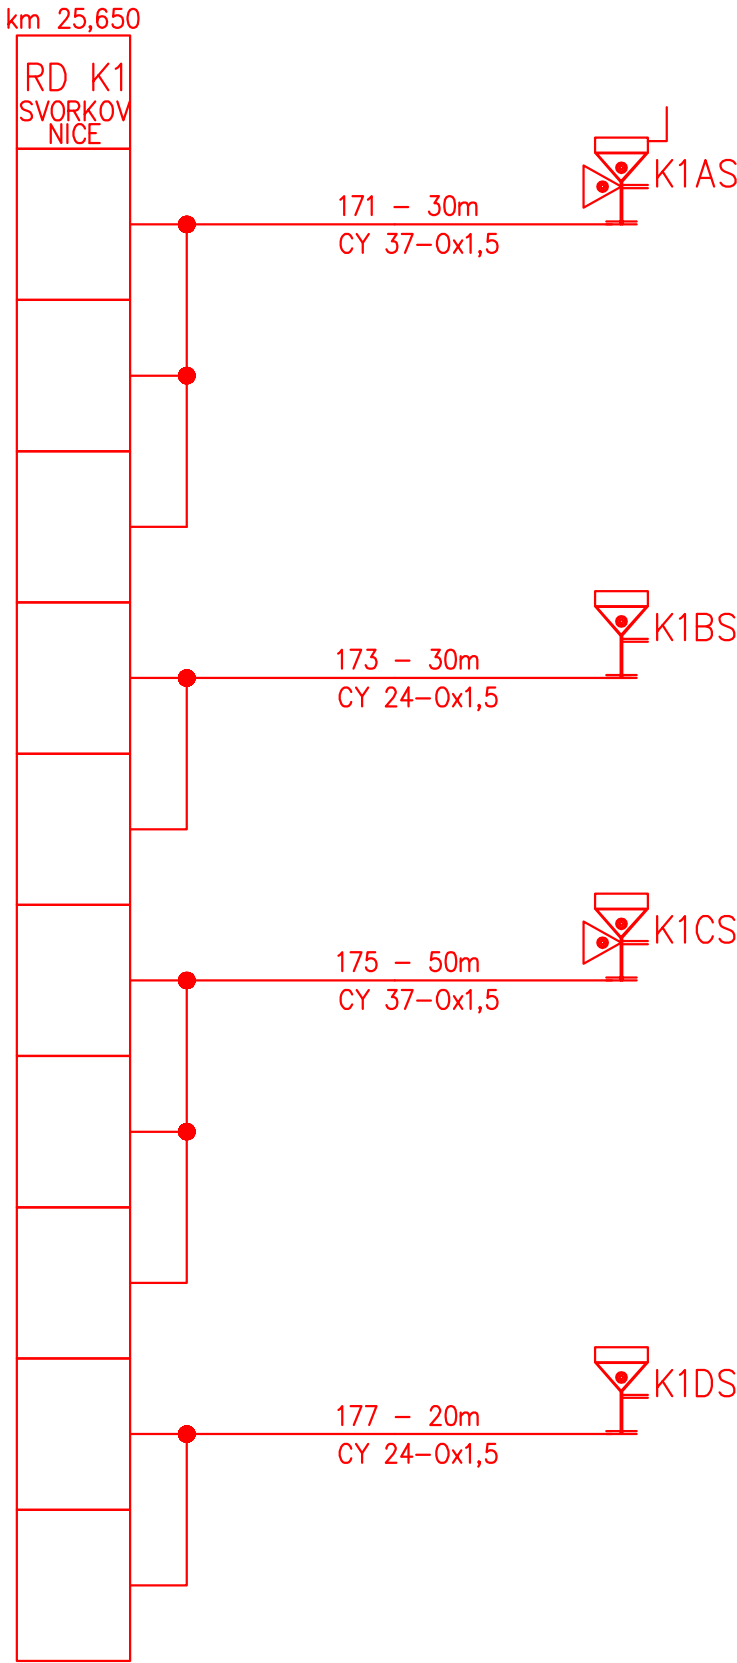 km 25,650
RD K1
SVORKOV
NICE
K1AS
171 - 30m
CY 37-0x1,5
K1BS
173 - 30m
CY 24-0x1,5
K1CS
175 - 50m
CY 37-0x1,5
K1DS
177 - 20m
CY 24-0x1,5